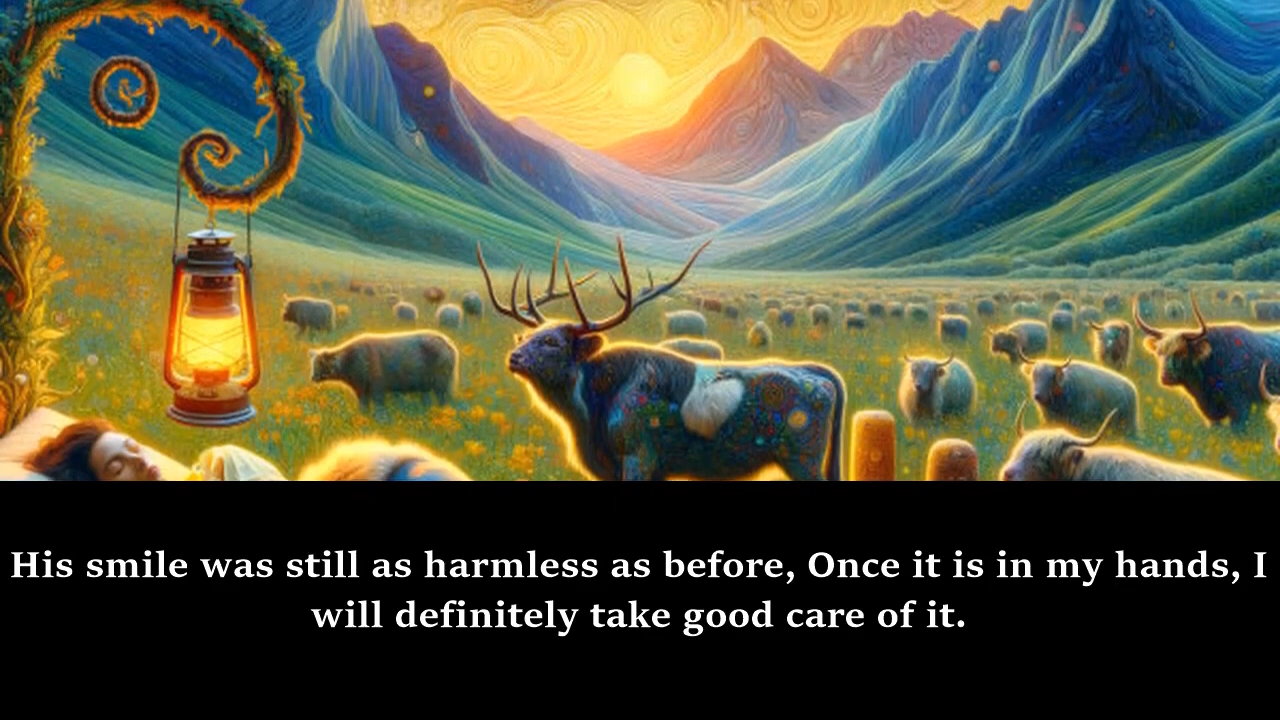 His smile was still as harmless as before, Once it is in my hands, I
will definitely take good care of it.